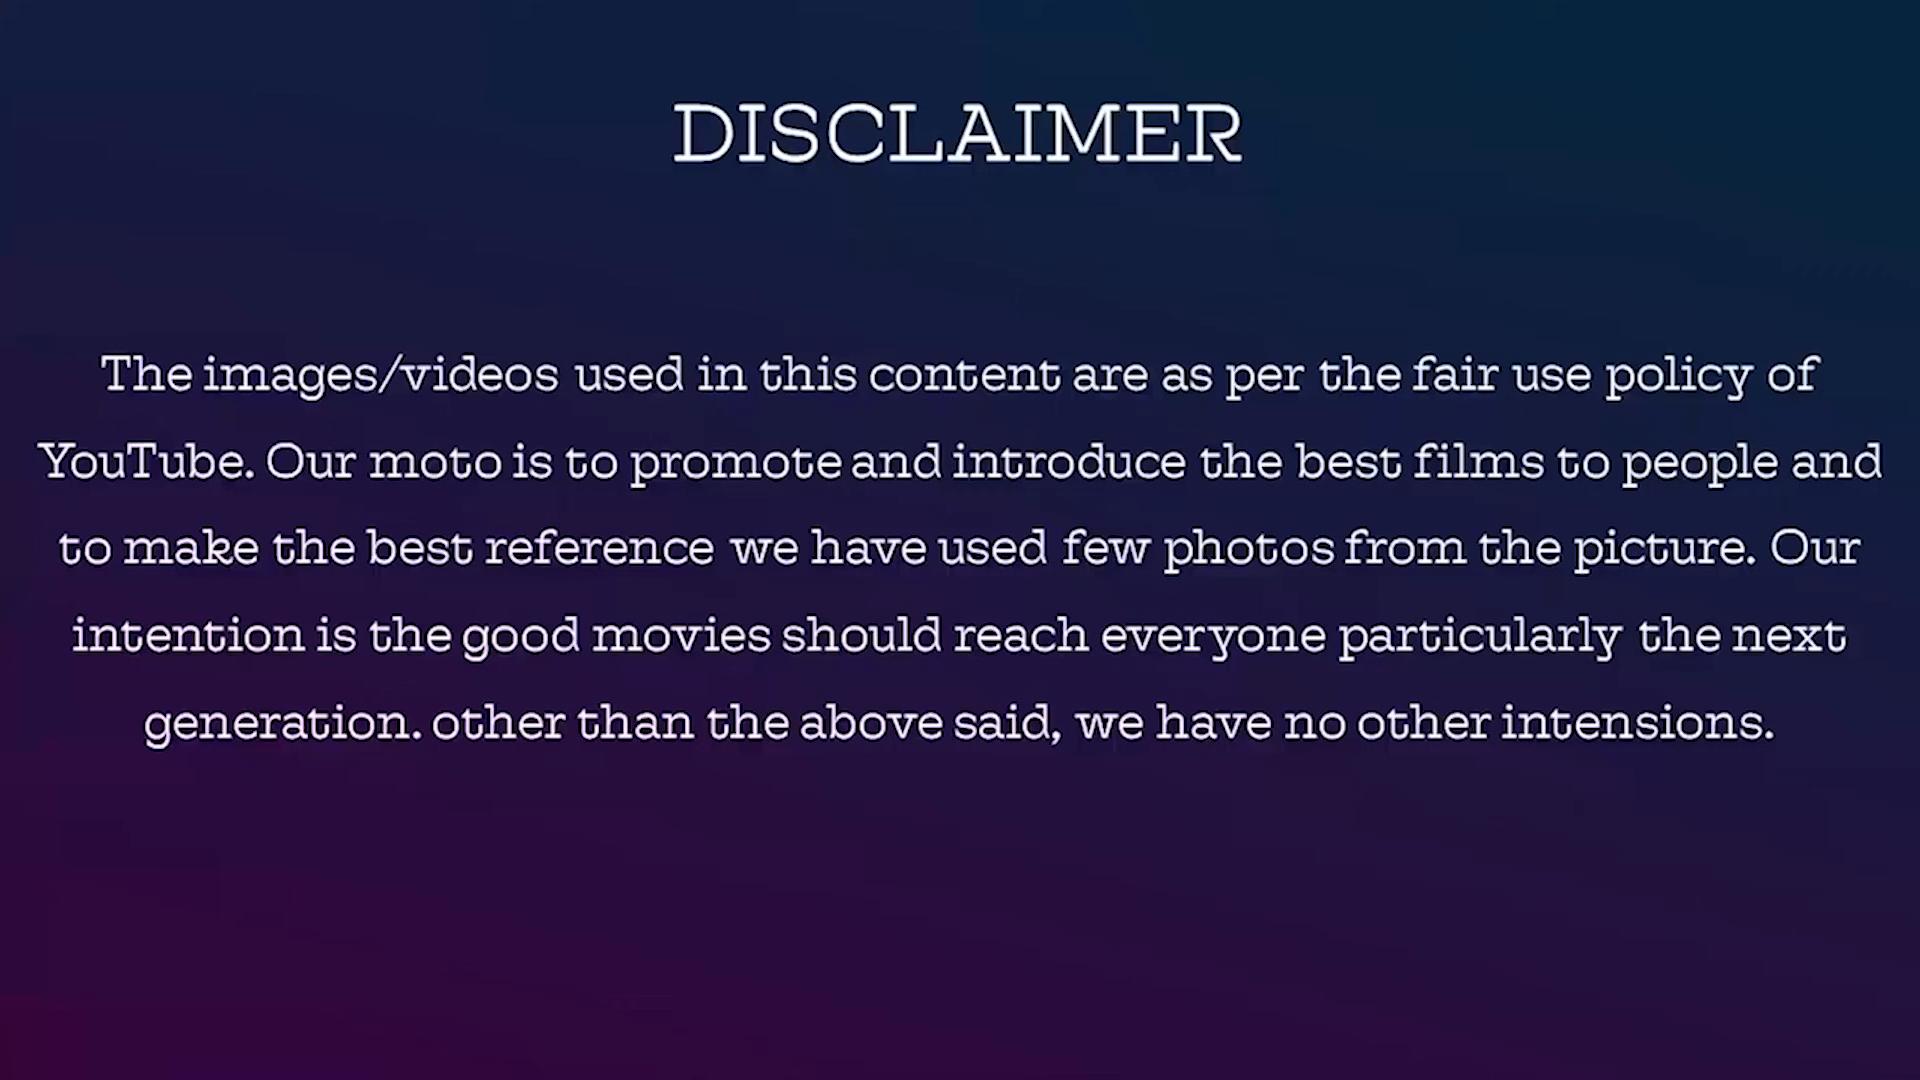 DISCLAIMER
The images/videos used in this content are as per the fair use policy of
YouTube. Our moto is to promote and introduce the best films to people and
to make the best reference we have used few photos from the picture. Our
intention is the good movies should reach everyone particularly the next
generation. other than the above said, we have no other intensions.